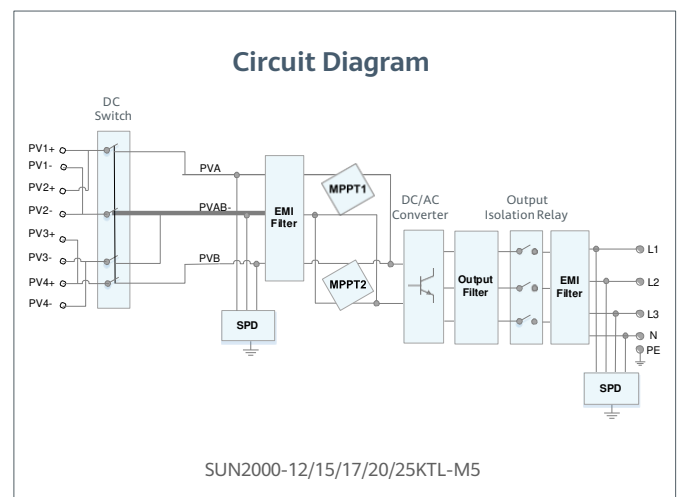 Circuit Diagram
DC
Switch
PV1+
PV1-
PV2+
PV2-
PV3+
PV3-
PV4+
PV4-
PVA
PVAB-
PVB
EMI
Filter
SPD
MPPT1
MPPT2
DC/AC
Converter
Output
Filter
Output
Isolation Relay
EMI
Filter
L1
L2
L3
N
PE
SPD
SUN2000-12/15/17/20/25KTL-M5